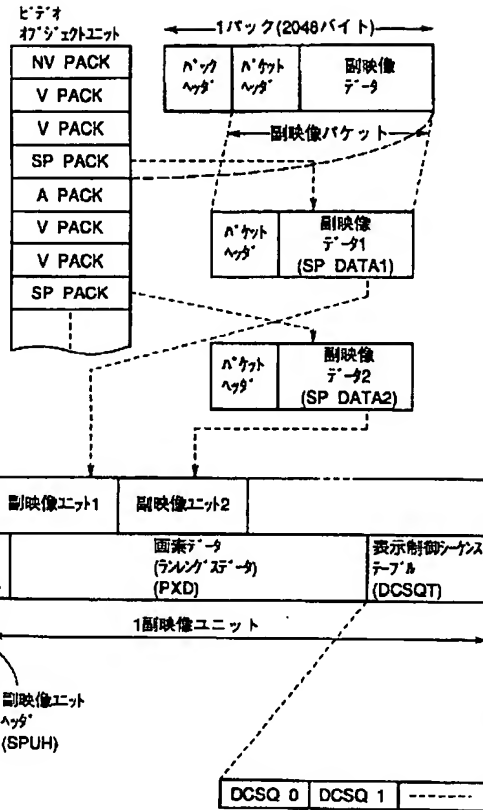 ビデオ
オブジェクトユニット
NV PACK
V PACK
V PACK
SP PACK
A PACK
V PACK
V PACK
SP PACK
1パック(2048バイト)
パック
ヘッダ
パケット
ヘッダ
副映像
データ
副映像パケット
パケット
ヘッダ
副映像
データ1
(SP DATA1)
パケット
ヘッダ
副映像
データ2
(SP DATA2)
副映像ユニット1
副映像ユニット2
画素データ
(ランレングスデータ)
(PXD)
表示制御シーケンス
テーブル
(DCSQT)
1副映像ユニット
副映像ユニット
ヘッダ
(SPUH)
DCSQ 0
DCSQ 1